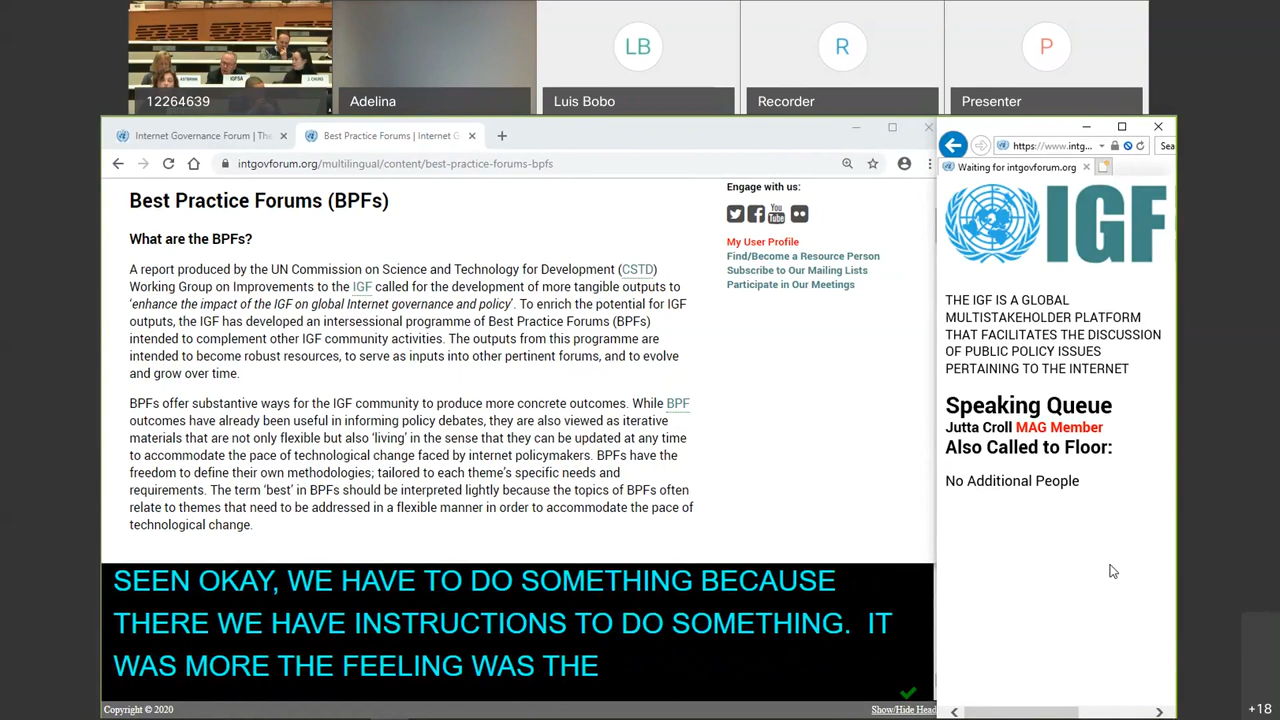 IGFSA
J. CHUNG
LB
R
P
12264639
Adelina
Luis Bobo
Recorder
Presenter
Internet Governance Forum | The
Best Practice Forums | Internet G
intgovforum.org/multilingual/content/best-practice-forums-bpfs
Best Practice Forums (BPFs)
What are the BPFs?
A report produced by the UN Commission on Science and Technology for Development (CSTD)
Working Group on Improvements to the IGF called for the development of more tangible outputs to
‘enhance the impact of the IGF on global Internet governance and policy’. To enrich the potential for IGF
outputs, the IGF has developed an intersessional programme of Best Practice Forums (BPFs)
intended to complement other IGF community activities. The outputs from this programme are
intended to become robust resources, to serve as inputs into other pertinent forums, and to evolve
and grow over time.
BPFs offer substantive ways for the IGF community to produce more concrete outcomes. While BPF
outcomes have already been useful in informing policy debates, they are also viewed as iterative
materials that are not only flexible but also ‘living’ in the sense that they can be updated at any time
to accommodate the pace of technological change faced by internet policymakers. BPFs have the
freedom to define their own methodologies; tailored to each theme's specific needs and
requirements. The term ‘best’ in BPFs should be interpreted lightly because the topics of BPFs often
relate to themes that need to be addressed in a flexible manner in order to accommodate the pace of
technological change.
Engage with us:
You
Tube
My User Profile
Find/Become a Resource Person
Subscribe to Our Mailing Lists
Participate in Our Meetings
SEEN OKAY, WE HAVE TO DO SOMETHING BECAUSE
THERE WE HAVE INSTRUCTIONS TO DO SOMETHING. IT
WAS MORE THE FEELING WAS THE
Copyright © 2020
Show/Hide Head
https://www.intg...
Sea
Waiting for intgovforum.org
IGF
THE IGF IS A GLOBAL
MULTISTAKEHOLDER PLATFORM
THAT FACILITATES THE DISCUSSION
OF PUBLIC POLICY ISSUES
PERTAINING TO THE INTERNET
Speaking Queue
Jutta Croll MAG Member
Also Called to Floor:
No Additional People
+18